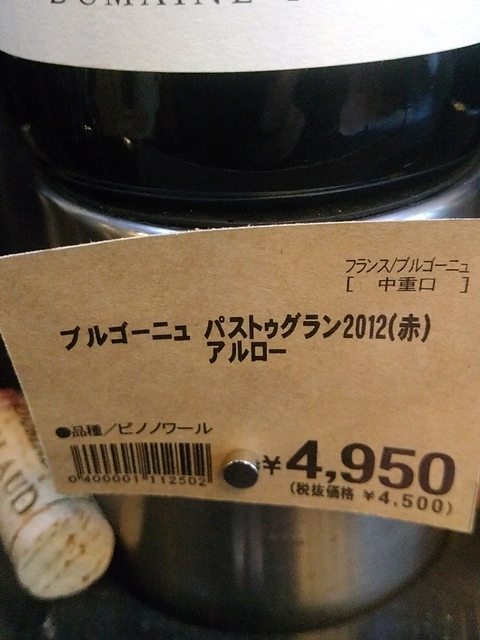 DOMAINE
フランス/ブルゴーニュ
[ 中重口 ]
ブルゴーニュ パストゥグラン2012(赤)
アルロー
●品種/ピノノワール
0400001112502
¥4,950
(税抜価格 ¥4,500)
LAUD